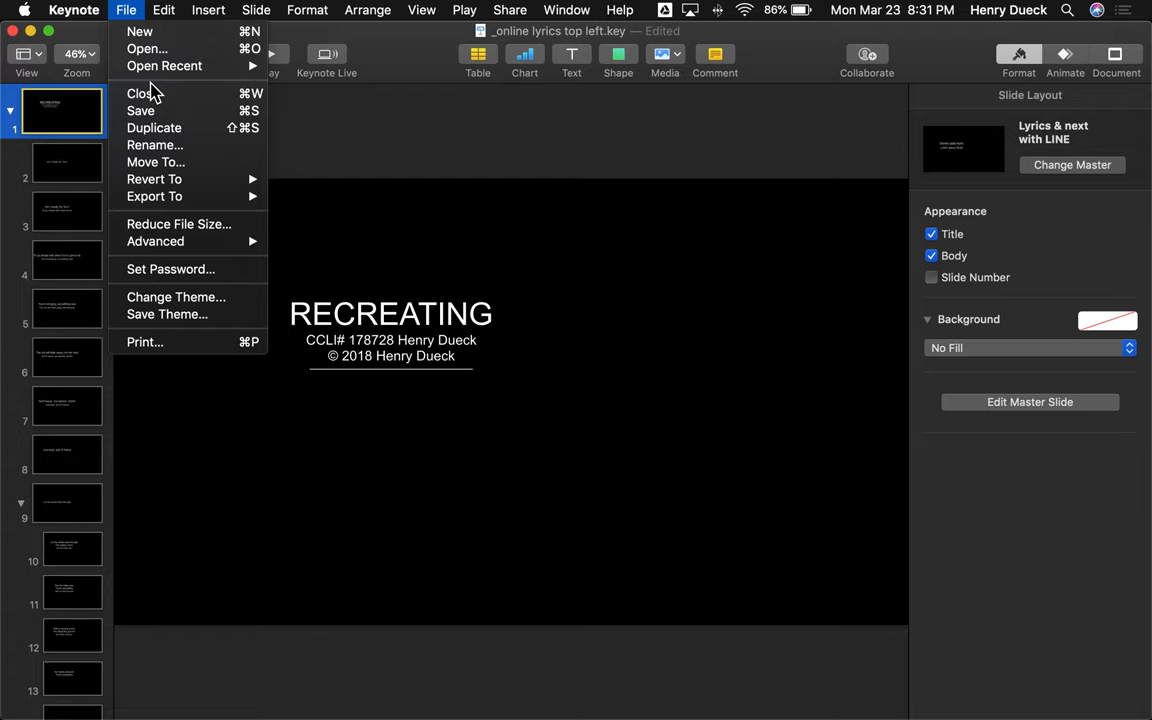 Keynote File Edit Insert Slide Format Arrange View Play Share Window Help 86% Mon Mar 23 8:31 PM Henry Dueck
_online lyrics top left.key — Edited
46%
View Zoom ay Keynote Live Table Chart Text Shape Media Comment Collaborate Format Animate Document
New ⌘N
Open... ⌘O
Open Recent
Clos ⌘W
Save ⌘S
Duplicate ⇧⌘S
Rename...
Move To...
Revert To
Export To
Reduce File Size...
Advanced
Set Password...
Change Theme...
Save Theme...
Print... ⌘P
1
2
3
4
5
6
7
8
9
10
11
12
13
RECREATING
CCLI# 178728 Henry Dueck
© 2018 Henry Dueck
Slide Layout
Lyrics & next
with LINE
Change Master
Appearance
Title
Body
Slide Number
Background
No Fill
Edit Master Slide